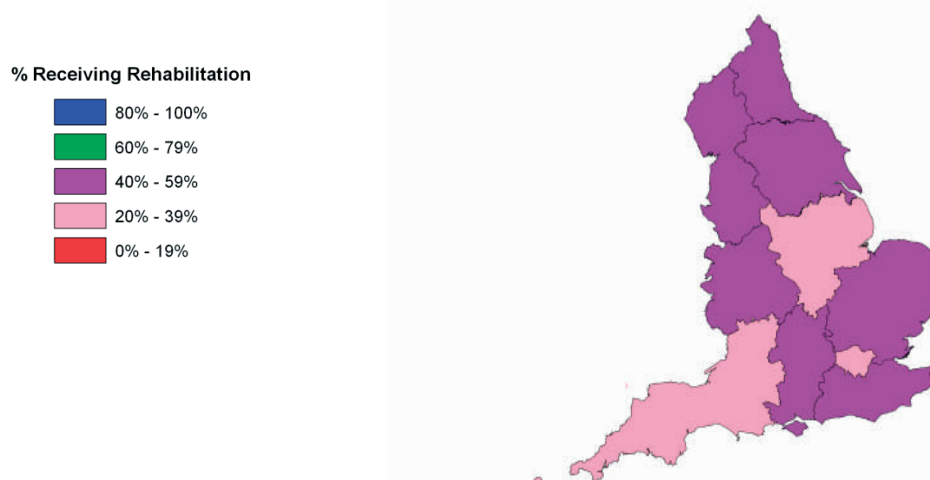 % Receiving Rehabilitation
80% - 100%
60% - 79%
40% - 59%
20% - 39%
0% - 19%